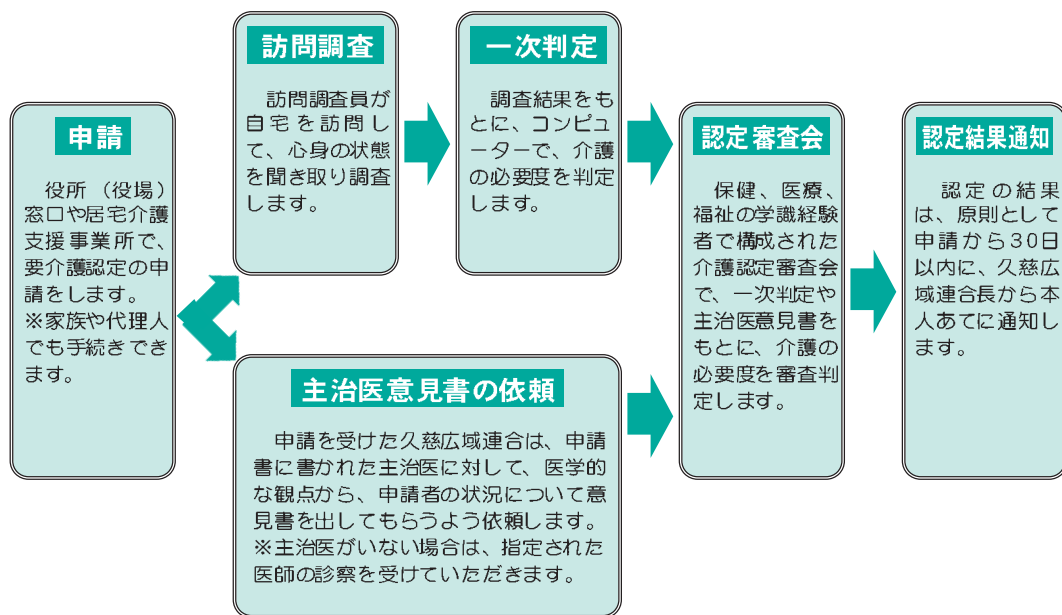 申請
役所（役場）
窓口や居宅介護
支援事業所で、
要介護認定の申
請をします。
※家族や代理人
でも手続きでき
ます。
訪問調査
訪問調査員が
自宅を訪問し
て、心身の状態
を聞き取り調査
します。
一次判定
調査結果をも
とに、コンピュ
ーターで、介護
の必要度を判定
します。
主治医意見書の依頼
申請を受けた久慈広域連合は、申請
書に書かれた主治医に対して、医学的
な観点から、申請者の状況について意
見書を出してもらうよう依頼します。
※主治医がいない場合は、指定された
医師の診察を受けていただきます。
認定審査会
保健、医療、
福祉の学識経験
者で構成された
介護認定審査会
で、一次判定や
主治医意見書を
もとに、介護の
必要度を審査判
定します。
認定結果通知
認定の結果
は、原則として
申請から30日
以内に、久慈広
域連合長から本
人あてに通知し
ます。